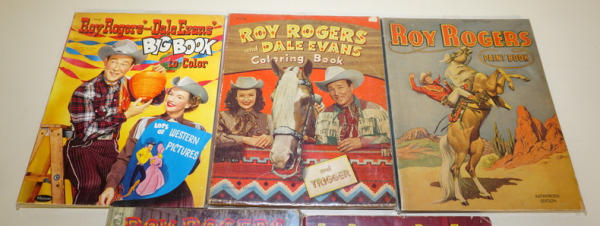 Roy Rogers' and Dale Evans'
BIG BOOK
to Color
LOTS OF
WESTERN
PICTURES
ROY ROGERS
and DALE EVANS
Coloring Book
and
TRIGGER
ROY ROGERS
PAINT BOOK
AUTHORIZED
EDITION